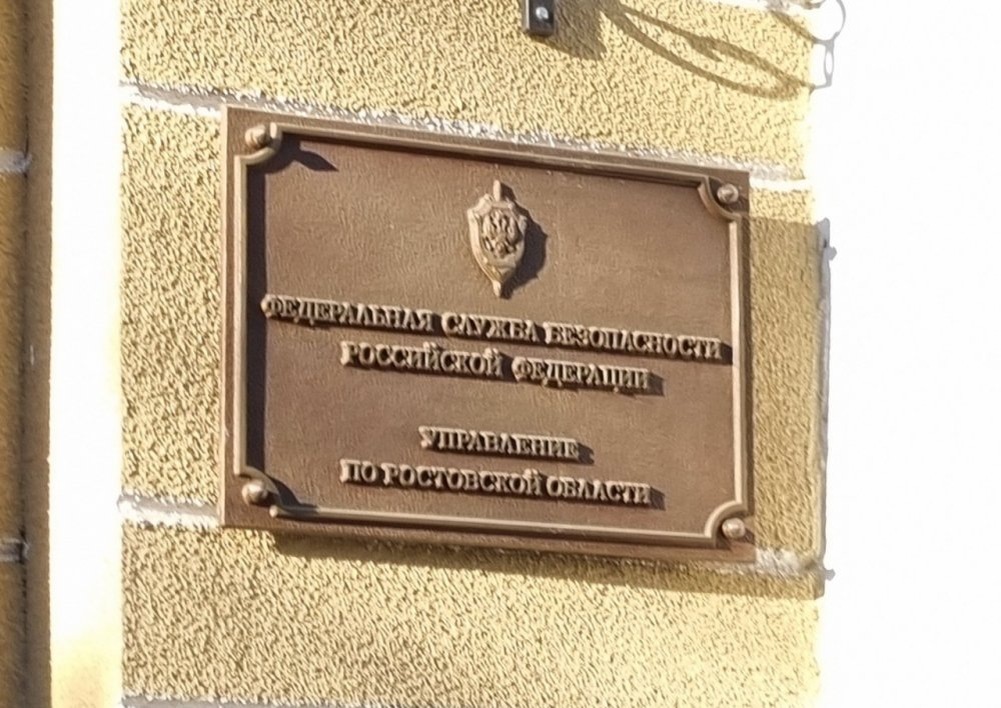 ФЕДЕРАЛЬНАЯ СЛУЖБА БЕЗОПАСНОСТИ
РОССИЙСКОЙ ФЕДЕРАЦИИ
УПРАВЛЕНИЕ
ПО РОСТОВСКОЙ ОБЛАСТИ